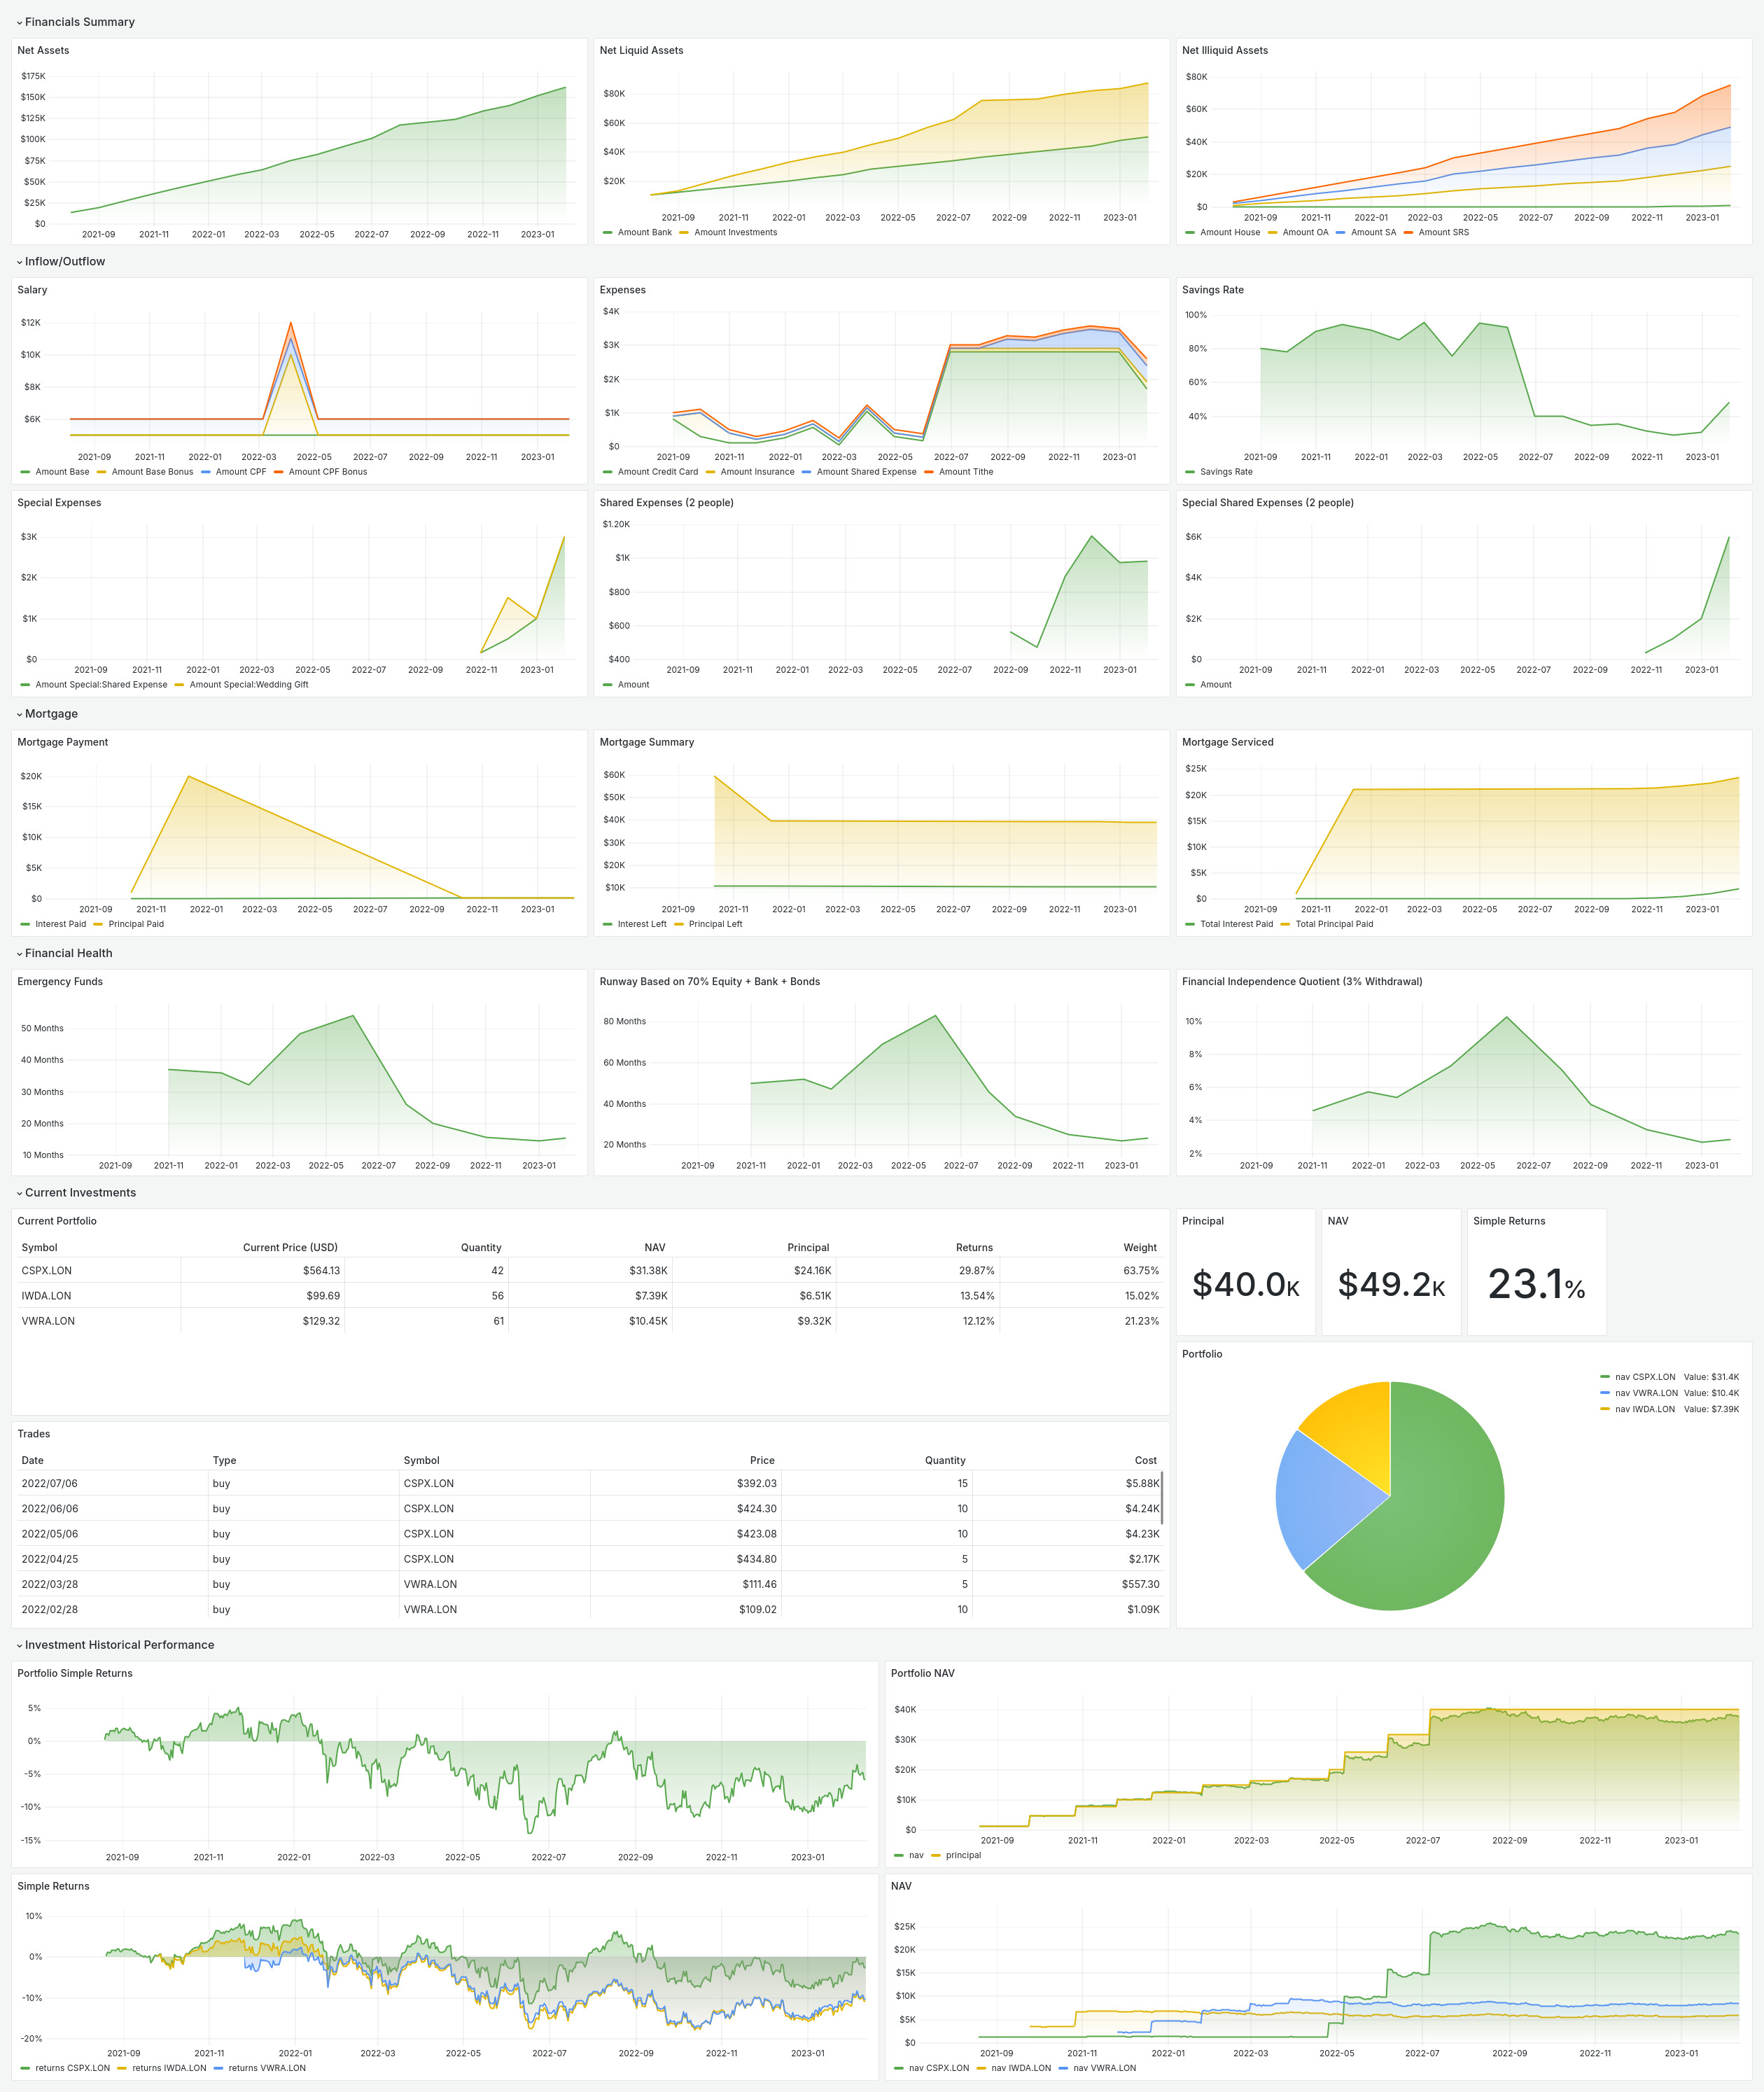 Financials Summary
Net Assets
$175K
$150K
$125K
$100K
$75K
$50K
$25K
$0
2021-09 2021-11 2022-01 2022-03 2022-05 2022-07 2022-09 2022-11 2023-01
Net Liquid Assets
$80K
$60K
$40K
$20K
2021-09 2021-11 2022-01 2022-03 2022-05 2022-07 2022-09 2022-11 2023-01
Amount Bank Amount Investments
Net Illiquid Assets
$80K
$60K
$40K
$20K
$0
2021-09 2021-11 2022-01 2022-03 2022-05 2022-07 2022-09 2022-11 2023-01
Amount House Amount OA Amount SA Amount SRS
Inflow/Outflow
Salary
$12K
$10K
$8K
$6K
2021-09 2021-11 2022-01 2022-03 2022-05 2022-07 2022-09 2022-11 2023-01
Amount Base Amount Base Bonus Amount CPF Amount CPF Bonus
Expenses
$4K
$3K
$2K
$1K
$0
2021-09 2021-11 2022-01 2022-03 2022-05 2022-07 2022-09 2022-11 2023-01
Amount Credit Card Amount Insurance Amount Shared Expense Amount Tithe
Savings Rate
100%
80%
60%
40%
2021-09 2021-11 2022-01 2022-03 2022-05 2022-07 2022-09 2022-11 2023-01
Savings Rate
Special Expenses
$3K
$2K
$1K
$0
2021-09 2021-11 2022-01 2022-03 2022-05 2022-07 2022-09 2022-11 2023-01
Amount Special:Shared Expense Amount Special:Wedding Gift
Shared Expenses (2 people)
$1.20K
$1K
$800
$600
$400
2021-09 2021-11 2022-01 2022-03 2022-05 2022-07 2022-09 2022-11 2023-01
Amount
Special Shared Expenses (2 people)
$6K
$4K
$2K
$0
2021-09 2021-11 2022-01 2022-03 2022-05 2022-07 2022-09 2022-11 2023-01
Amount
Mortgage
Mortgage Payment
$20K
$15K
$10K
$5K
$0
2021-09 2021-11 2022-01 2022-03 2022-05 2022-07 2022-09 2022-11 2023-01
Interest Paid Principal Paid
Mortgage Summary
$60K
$50K
$40K
$30K
$20K
$10K
2021-09 2021-11 2022-01 2022-03 2022-05 2022-07 2022-09 2022-11 2023-01
Interest Left Principal Left
Mortgage Serviced
$25K
$20K
$15K
$10K
$5K
$0
2021-09 2021-11 2022-01 2022-03 2022-05 2022-07 2022-09 2022-11 2023-01
Total Interest Paid Total Principal Paid
Financial Health
Emergency Funds
50 Months
40 Months
30 Months
20 Months
10 Months
2021-09 2021-11 2022-01 2022-03 2022-05 2022-07 2022-09 2022-11 2023-01
Runway Based on 70% Equity + Bank + Bonds
80 Months
60 Months
40 Months
20 Months
2021-09 2021-11 2022-01 2022-03 2022-05 2022-07 2022-09 2022-11 2023-01
Financial Independence Quotient (3% Withdrawal)
10%
8%
6%
4%
2%
2021-09 2021-11 2022-01 2022-03 2022-05 2022-07 2022-09 2022-11 2023-01
Current Investments
Current Portfolio
Symbol Current Price (USD) Quantity NAV Principal Returns Weight
CSPX.LON $564.13 42 $31.38K $24.16K 29.87% 63.75%
IWDA.LON $99.69 56 $7.39K $6.51K 13.54% 15.02%
VWRA.LON $129.32 61 $10.45K $9.32K 12.12% 21.23%
Principal
$40.0K
NAV
$49.2K
Simple Returns
23.1%
Portfolio
nav CSPX.LON Value: $31.4K
nav VWRA.LON Value: $10.4K
nav IWDA.LON Value: $7.39K
Trades
Date Type Symbol Price Quantity Cost
2022/07/06 buy CSPX.LON $392.03 15 $5.88K
2022/06/06 buy CSPX.LON $424.30 10 $4.24K
2022/05/06 buy CSPX.LON $423.08 10 $4.23K
2022/04/25 buy CSPX.LON $434.80 5 $2.17K
2022/03/28 buy VWRA.LON $111.46 5 $557.30
2022/02/28 buy VWRA.LON $109.02 10 $1.09K
Investment Historical Performance
Portfolio Simple Returns
5%
0%
-5%
-10%
-15%
2021-09 2021-11 2022-01 2022-03 2022-05 2022-07 2022-09 2022-11 2023-01
Portfolio NAV
$40K
$30K
$20K
$10K
$0
2021-09 2021-11 2022-01 2022-03 2022-05 2022-07 2022-09 2022-11 2023-01
nav principal
Simple Returns
10%
0%
-10%
-20%
2021-09 2021-11 2022-01 2022-03 2022-05 2022-07 2022-09 2022-11 2023-01
returns CSPX.LON returns IWDA.LON returns VWRA.LON
NAV
$25K
$20K
$15K
$10K
$5K
$0
2021-09 2021-11 2022-01 2022-03 2022-05 2022-07 2022-09 2022-11 2023-01
nav CSPX.LON nav IWDA.LON nav VWRA.LON